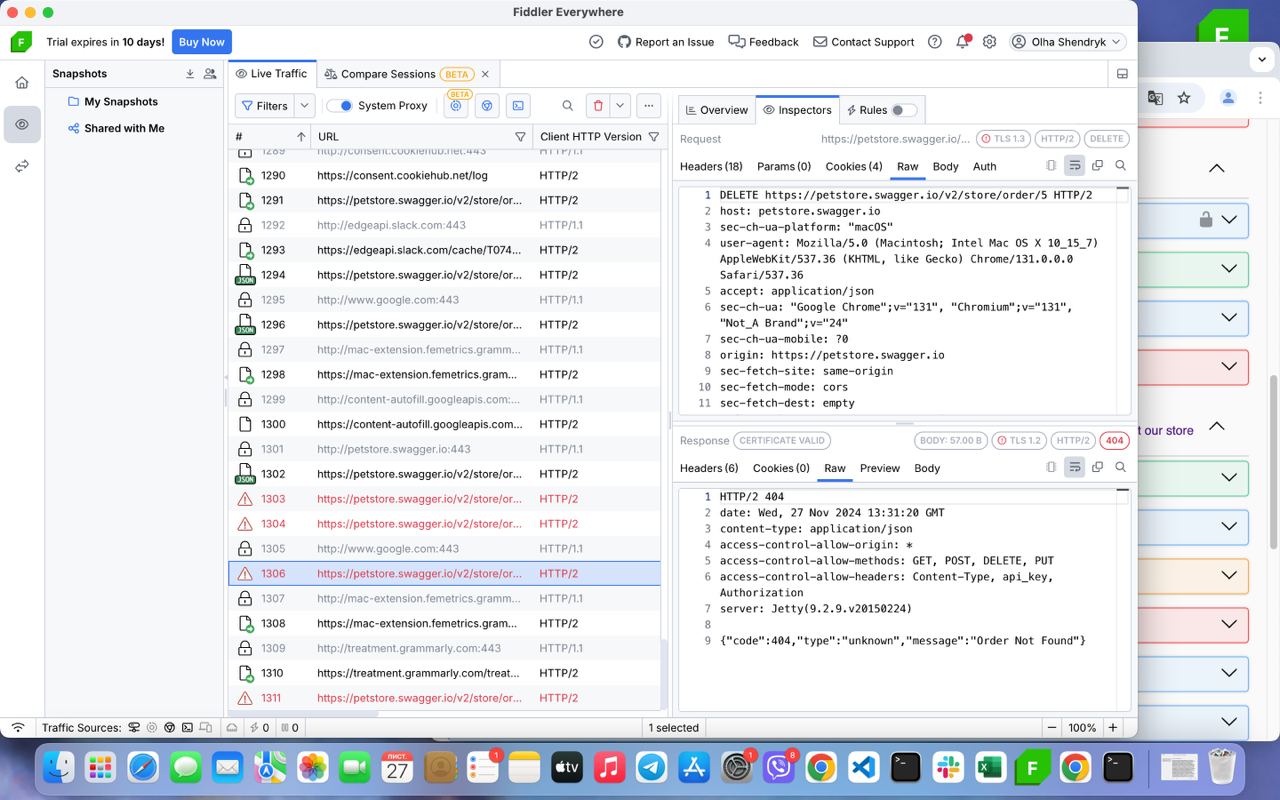 Fiddler Everywhere
F
Trial expires in 10 days!
Buy Now
Report an Issue
Feedback
Contact Support
Olha Shendryk
Snapshots
My Snapshots
Shared with Me
Live Traffic
Compare Sessions
BETA
Filters
System Proxy
BETA
#
URL
Client HTTP Version
1289 http://consent.cookiehub.net:443 HTTP/1.1
1290 https://consent.cookiehub.net/log HTTP/2
1291 https://petstore.swagger.io/v2/store/or... HTTP/2
1292 http://edgeapi.slack.com:443 HTTP/1.1
1293 https://edgeapi.slack.com/cache/T074... HTTP/2
JSON 1294 https://petstore.swagger.io/v2/store/or... HTTP/2
1295 http://www.google.com:443 HTTP/1.1
JSON 1296 https://petstore.swagger.io/v2/store/or... HTTP/2
1297 http://mac-extension.femetrics.gramm... HTTP/1.1
1298 https://mac-extension.femetrics.gram... HTTP/2
1299 http://content-autofill.googleapis.com:... HTTP/1.1
1300 https://content-autofill.googleapis.com... HTTP/2
1301 http://petstore.swagger.io:443 HTTP/1.1
JSON 1302 https://petstore.swagger.io/v2/store/or... HTTP/2
1303 https://petstore.swagger.io/v2/store/or... HTTP/2
1304 https://petstore.swagger.io/v2/store/or... HTTP/2
1305 http://www.google.com:443 HTTP/1.1
1306 https://petstore.swagger.io/v2/store/or... HTTP/2
1307 http://mac-extension.femetrics.gramm... HTTP/1.1
1308 https://mac-extension.femetrics.gram... HTTP/2
1309 http://treatment.grammarly.com:443 HTTP/1.1
1310 https://treatment.grammarly.com/treat... HTTP/2
1311 https://petstore.swagger.io/v2/store/or... HTTP/2
Overview
Inspectors
Rules
Request
https://petstore.swagger.io/...
TLS 1.3
HTTP/2
DELETE
Headers (18)
Params (0)
Cookies (4)
Raw
Body
Auth
1 DELETE https://petstore.swagger.io/v2/store/order/5 HTTP/2
2 host: petstore.swagger.io
3 sec-ch-ua-platform: "macOS"
4 user-agent: Mozilla/5.0 (Macintosh; Intel Mac OS X 10_15_7)
AppleWebKit/537.36 (KHTML, like Gecko) Chrome/131.0.0.0
Safari/537.36
5 accept: application/json
6 sec-ch-ua: "Google Chrome";v="131", "Chromium";v="131",
"Not_A Brand";v="24"
7 sec-ch-ua-mobile: ?0
8 origin: https://petstore.swagger.io
9 sec-fetch-site: same-origin
10 sec-fetch-mode: cors
11 sec-fetch-dest: empty
Response
CERTIFICATE VALID
BODY: 57.00 B
TLS 1.2
HTTP/2
404
Headers (6)
Cookies (0)
Raw
Preview
Body
1 HTTP/2 404
2 date: Wed, 27 Nov 2024 13:31:20 GMT
3 content-type: application/json
4 access-control-allow-origin: *
5 access-control-allow-methods: GET, POST, DELETE, PUT
6 access-control-allow-headers: Content-Type, api_key,
Authorization
7 server: Jetty(9.2.9.v20150224)
8
9 {"code":404,"type":"unknown","message":"Order Not Found"}
F
t our store
Traffic Sources:
0
0
1 selected
100%
ЛИСТ.
27
1
tv
1
8
F